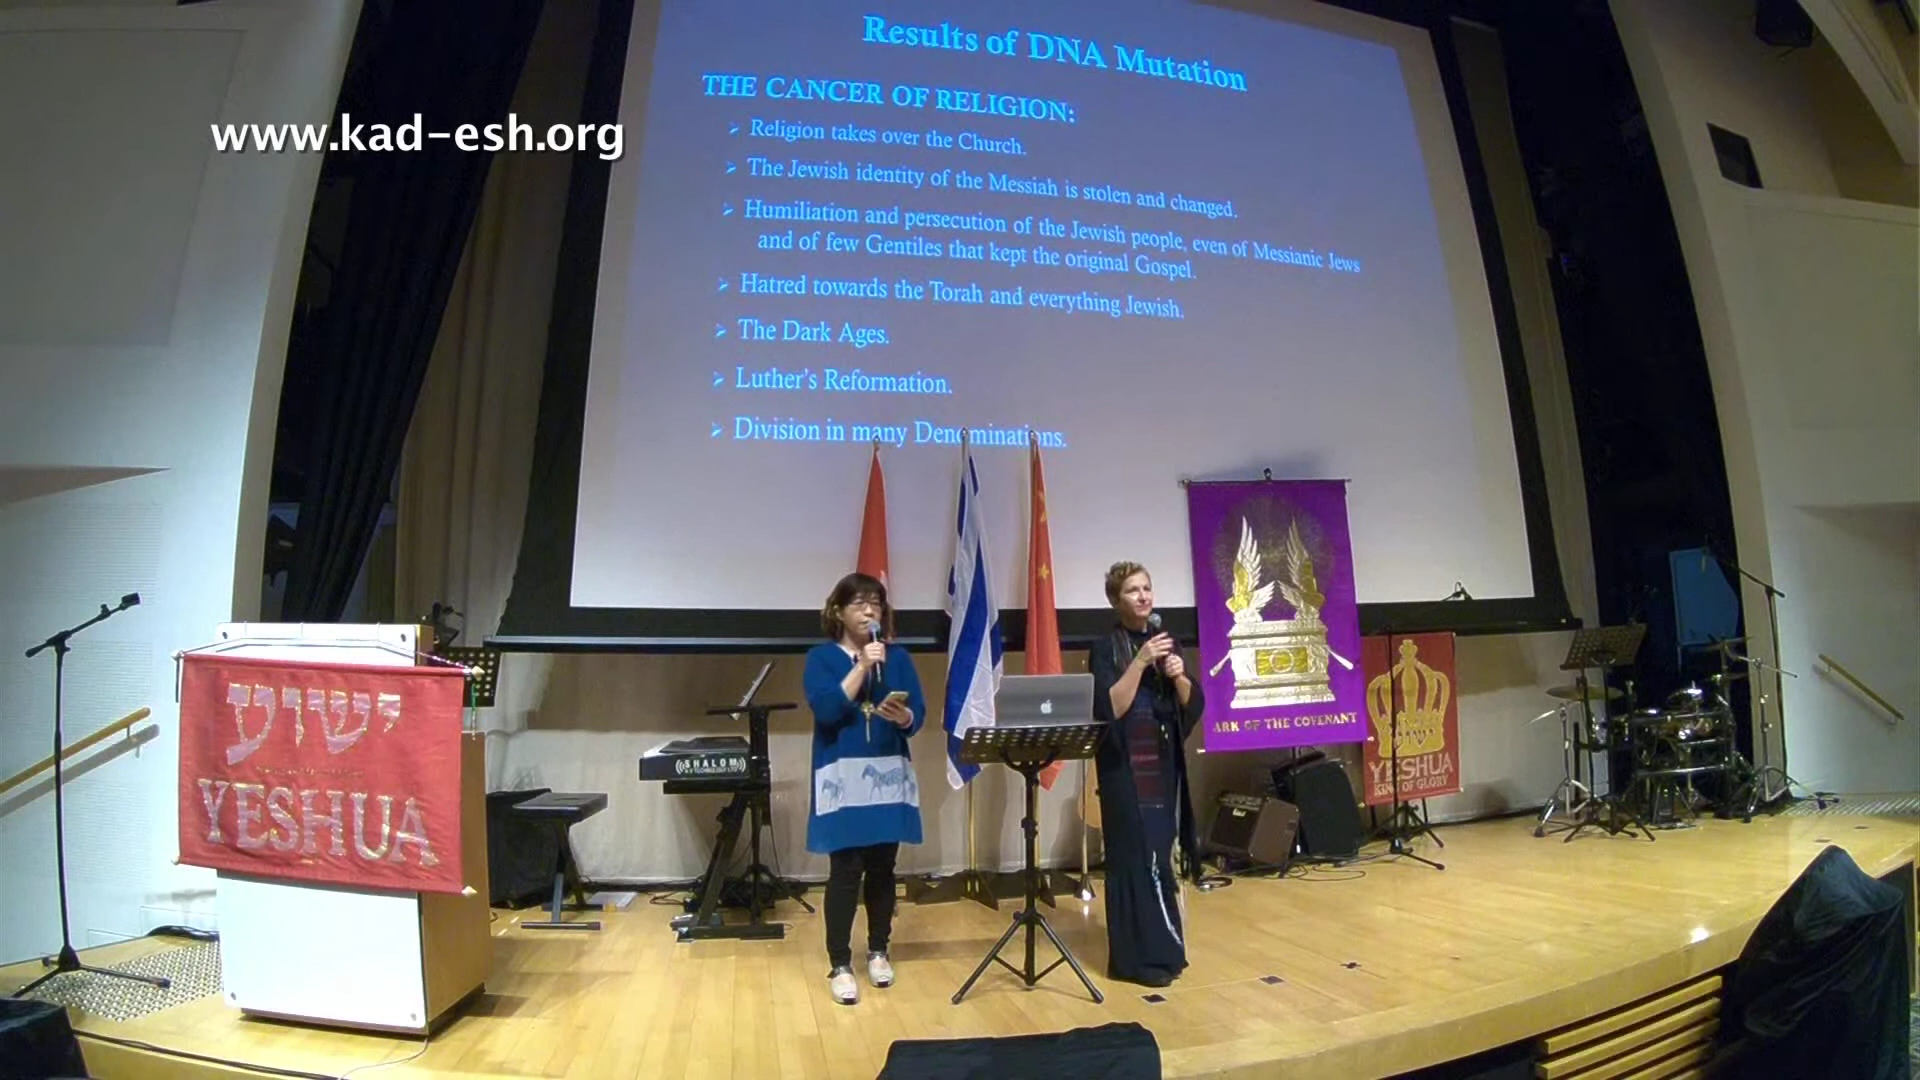 Results of DNA Mutation
THE CANCER OF RELIGION:
➢ Religion takes over the Church.
➢ The Jewish identity of the Messiah is stolen and changed.
➢ Humiliation and persecution of the Jewish people, even of Messianic Jews
and of few Gentiles that kept the original Gospel.
➢ Hatred towards the Torah and everything Jewish.
➢ The Dark Ages.
➢ Luther's Reformation.
➢ Division in many Denominations.
www.kad-esh.org
ישוע
YESHUA
SHALOM
ARK OF THE COVENANT
ישוע
YESHUA
KING OF GLORY